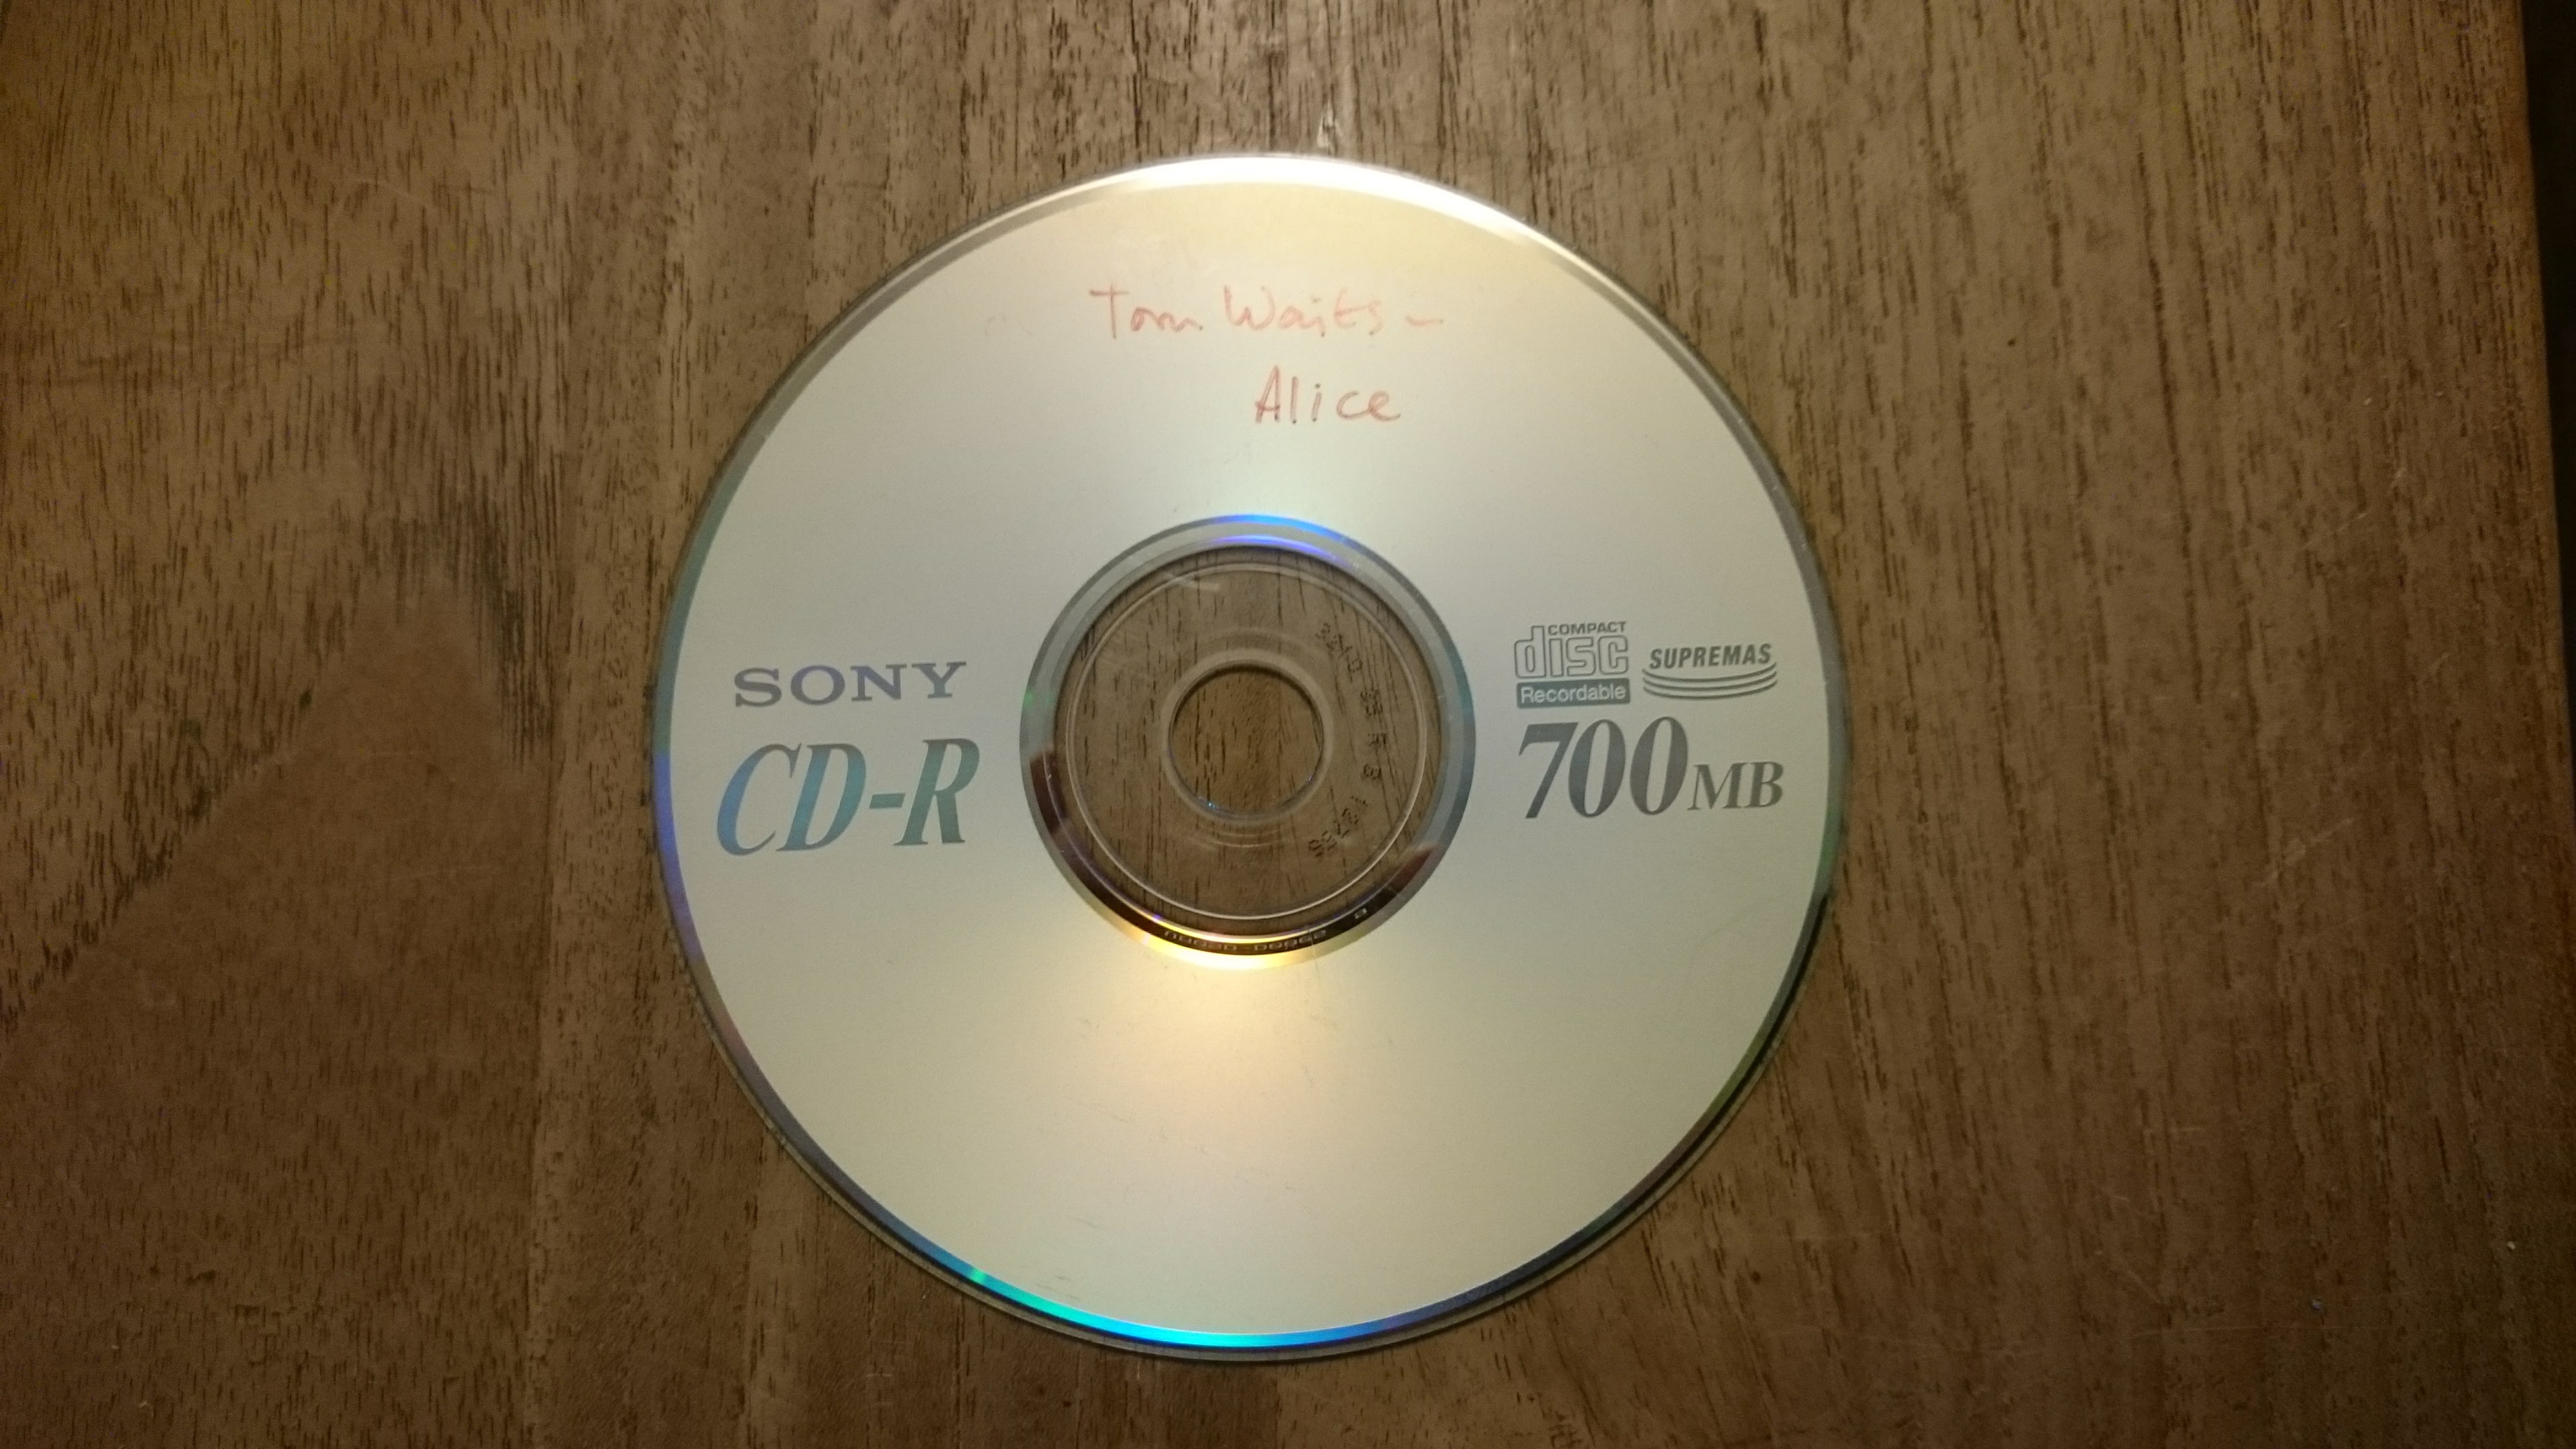 Tom Waits -
Alice
SONY
CD-R
COMPACT
disc
Recordable
SUPREMAS
700MB